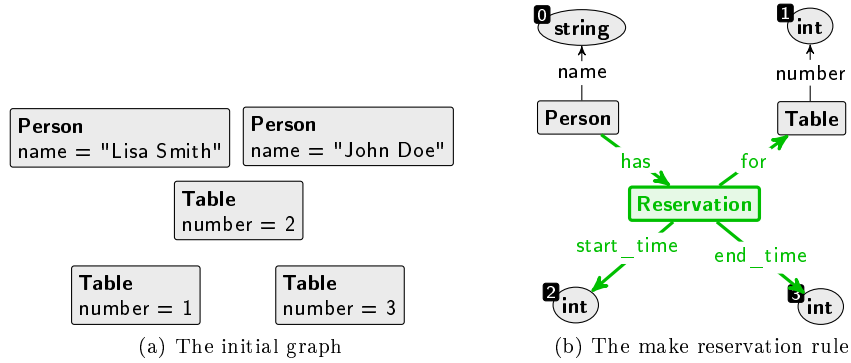 Person
name = "Lisa Smith"
Person
name = "John Doe"
Table
number = 2
Table
number = 1
Table
number = 3
(a) The initial graph
0
string
1
int
name
number
Person
Table
has
for
Reservation
start_time
end_time
2
int
3
int
(b) The make reservation rule